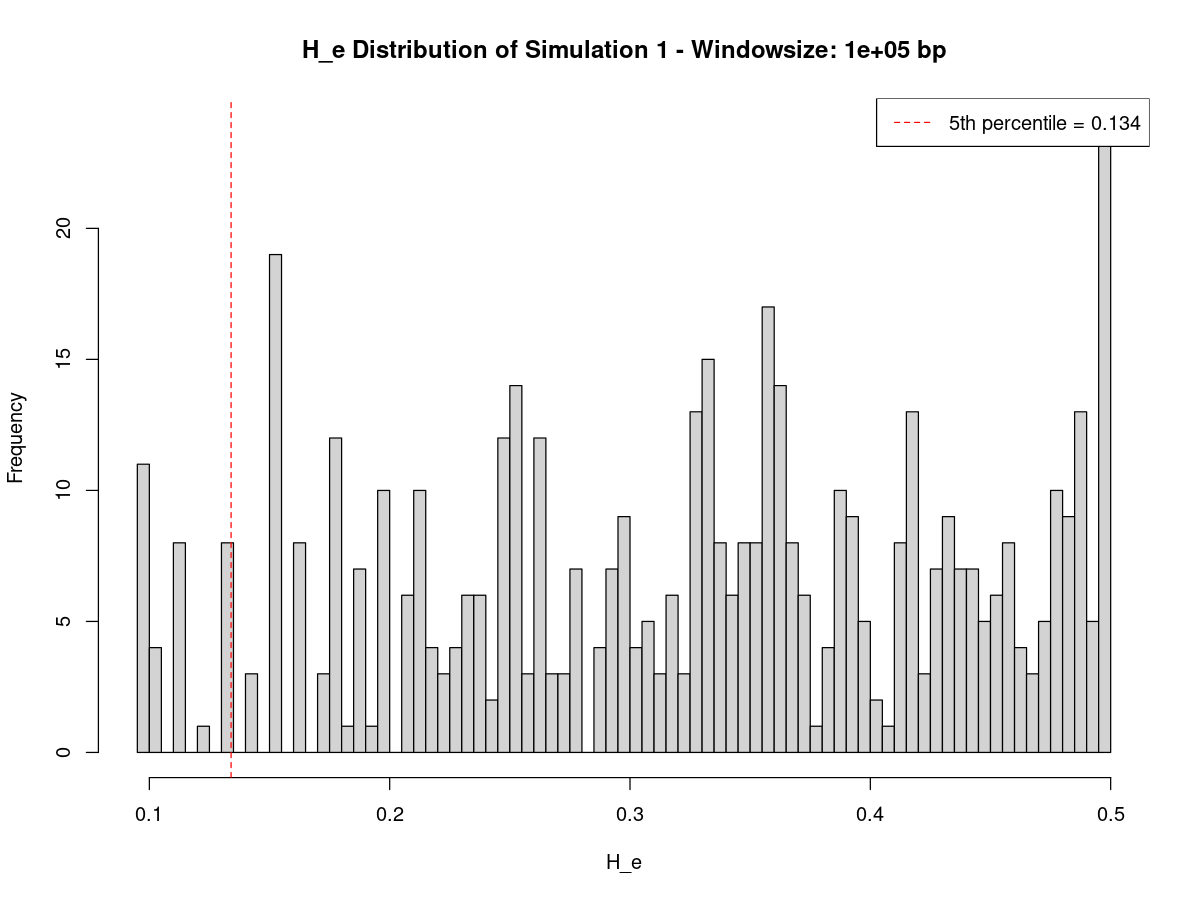 H_e Distribution of Simulation 1 - Windowsize: 1e+05 bp
5th percentile = 0.134
Frequency
20
15
10
5
0
0.1 0.2 0.3 0.4 0.5
H_e